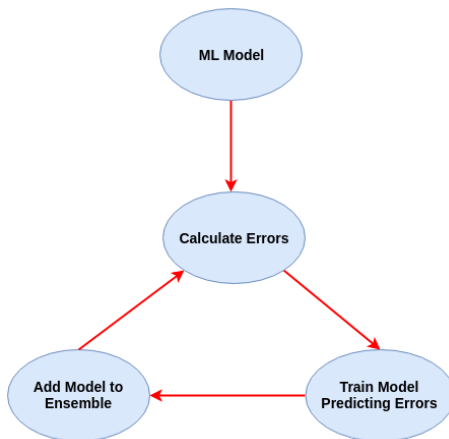 ML Model
Calculate Errors
Add Model to
Ensemble
Train Model
Predicting Errors